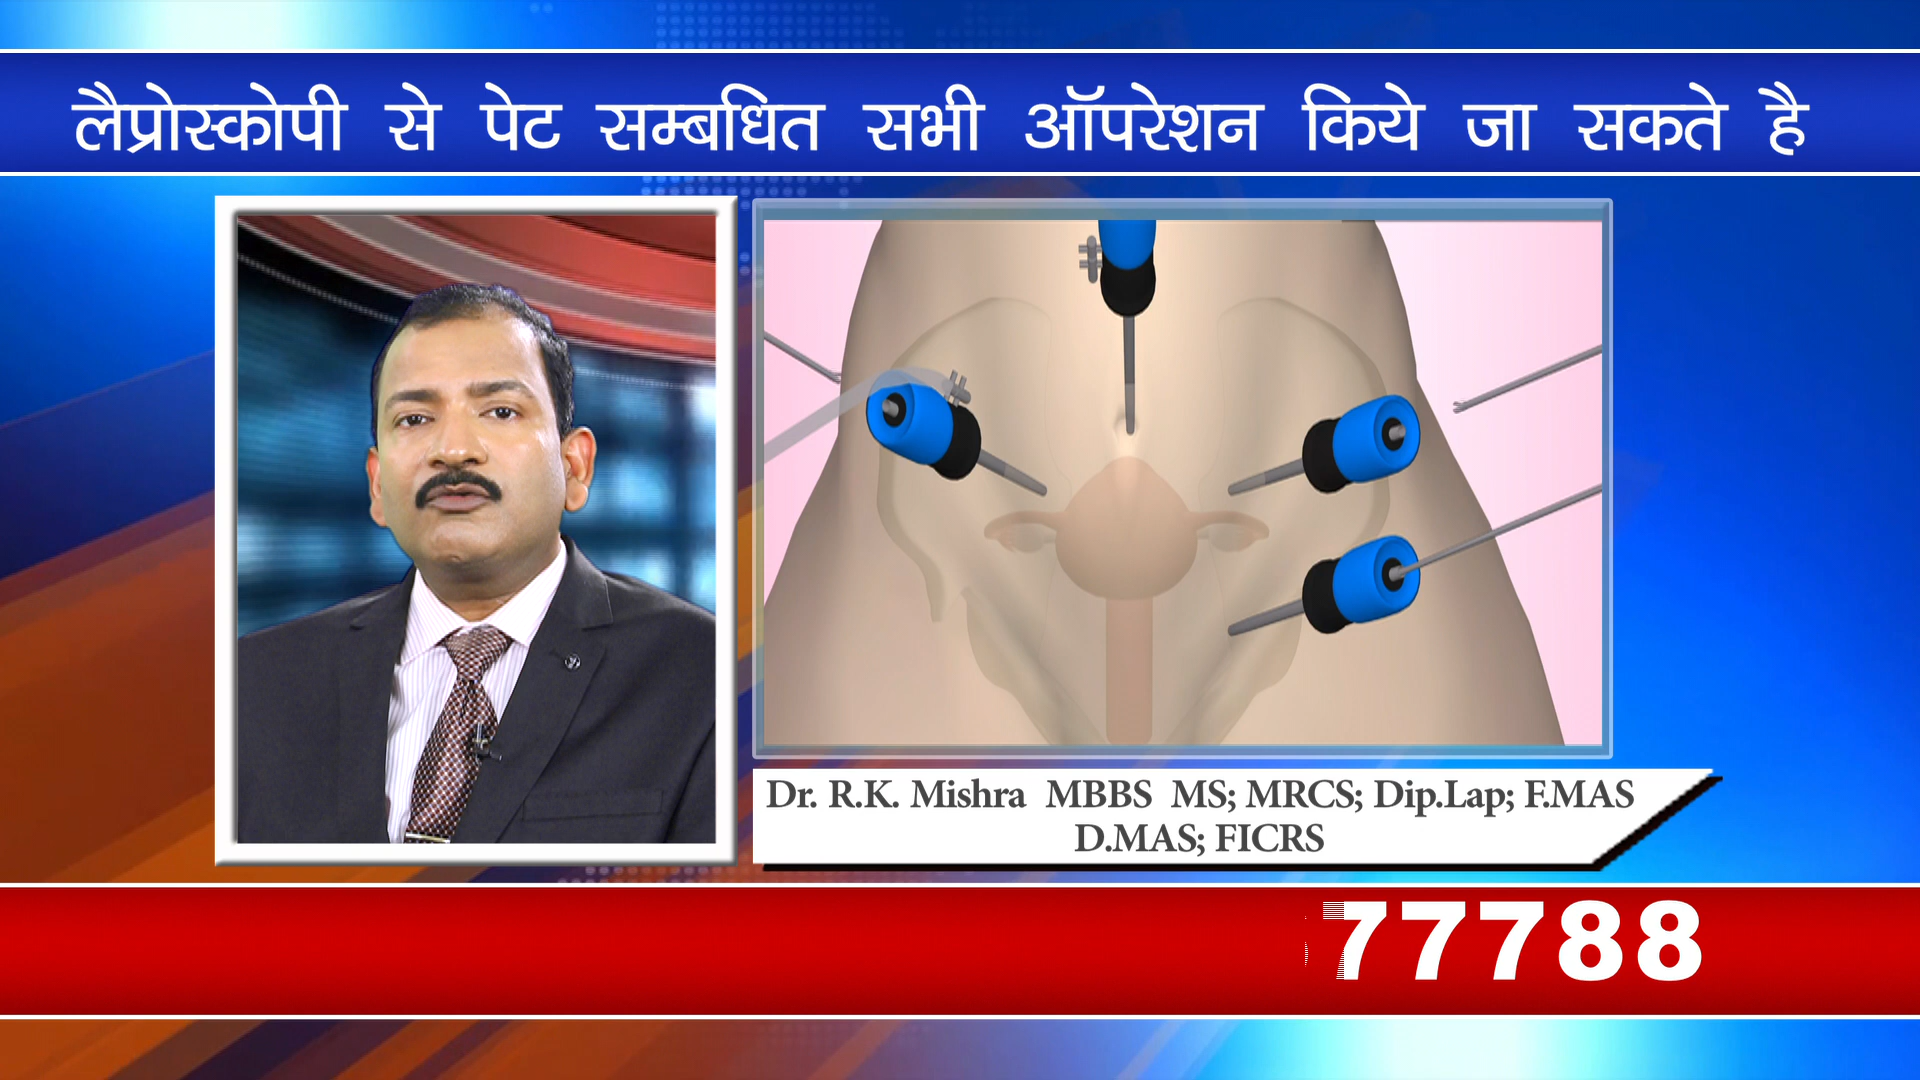 लैप्रोस्कोपी से पेट सम्बधित सभी ऑपरेशन किये जा सकते है
Dr. R.K. Mishra MBBS MS; MRCS; Dip.Lap; F.MAS
D.MAS; FICRS
77788